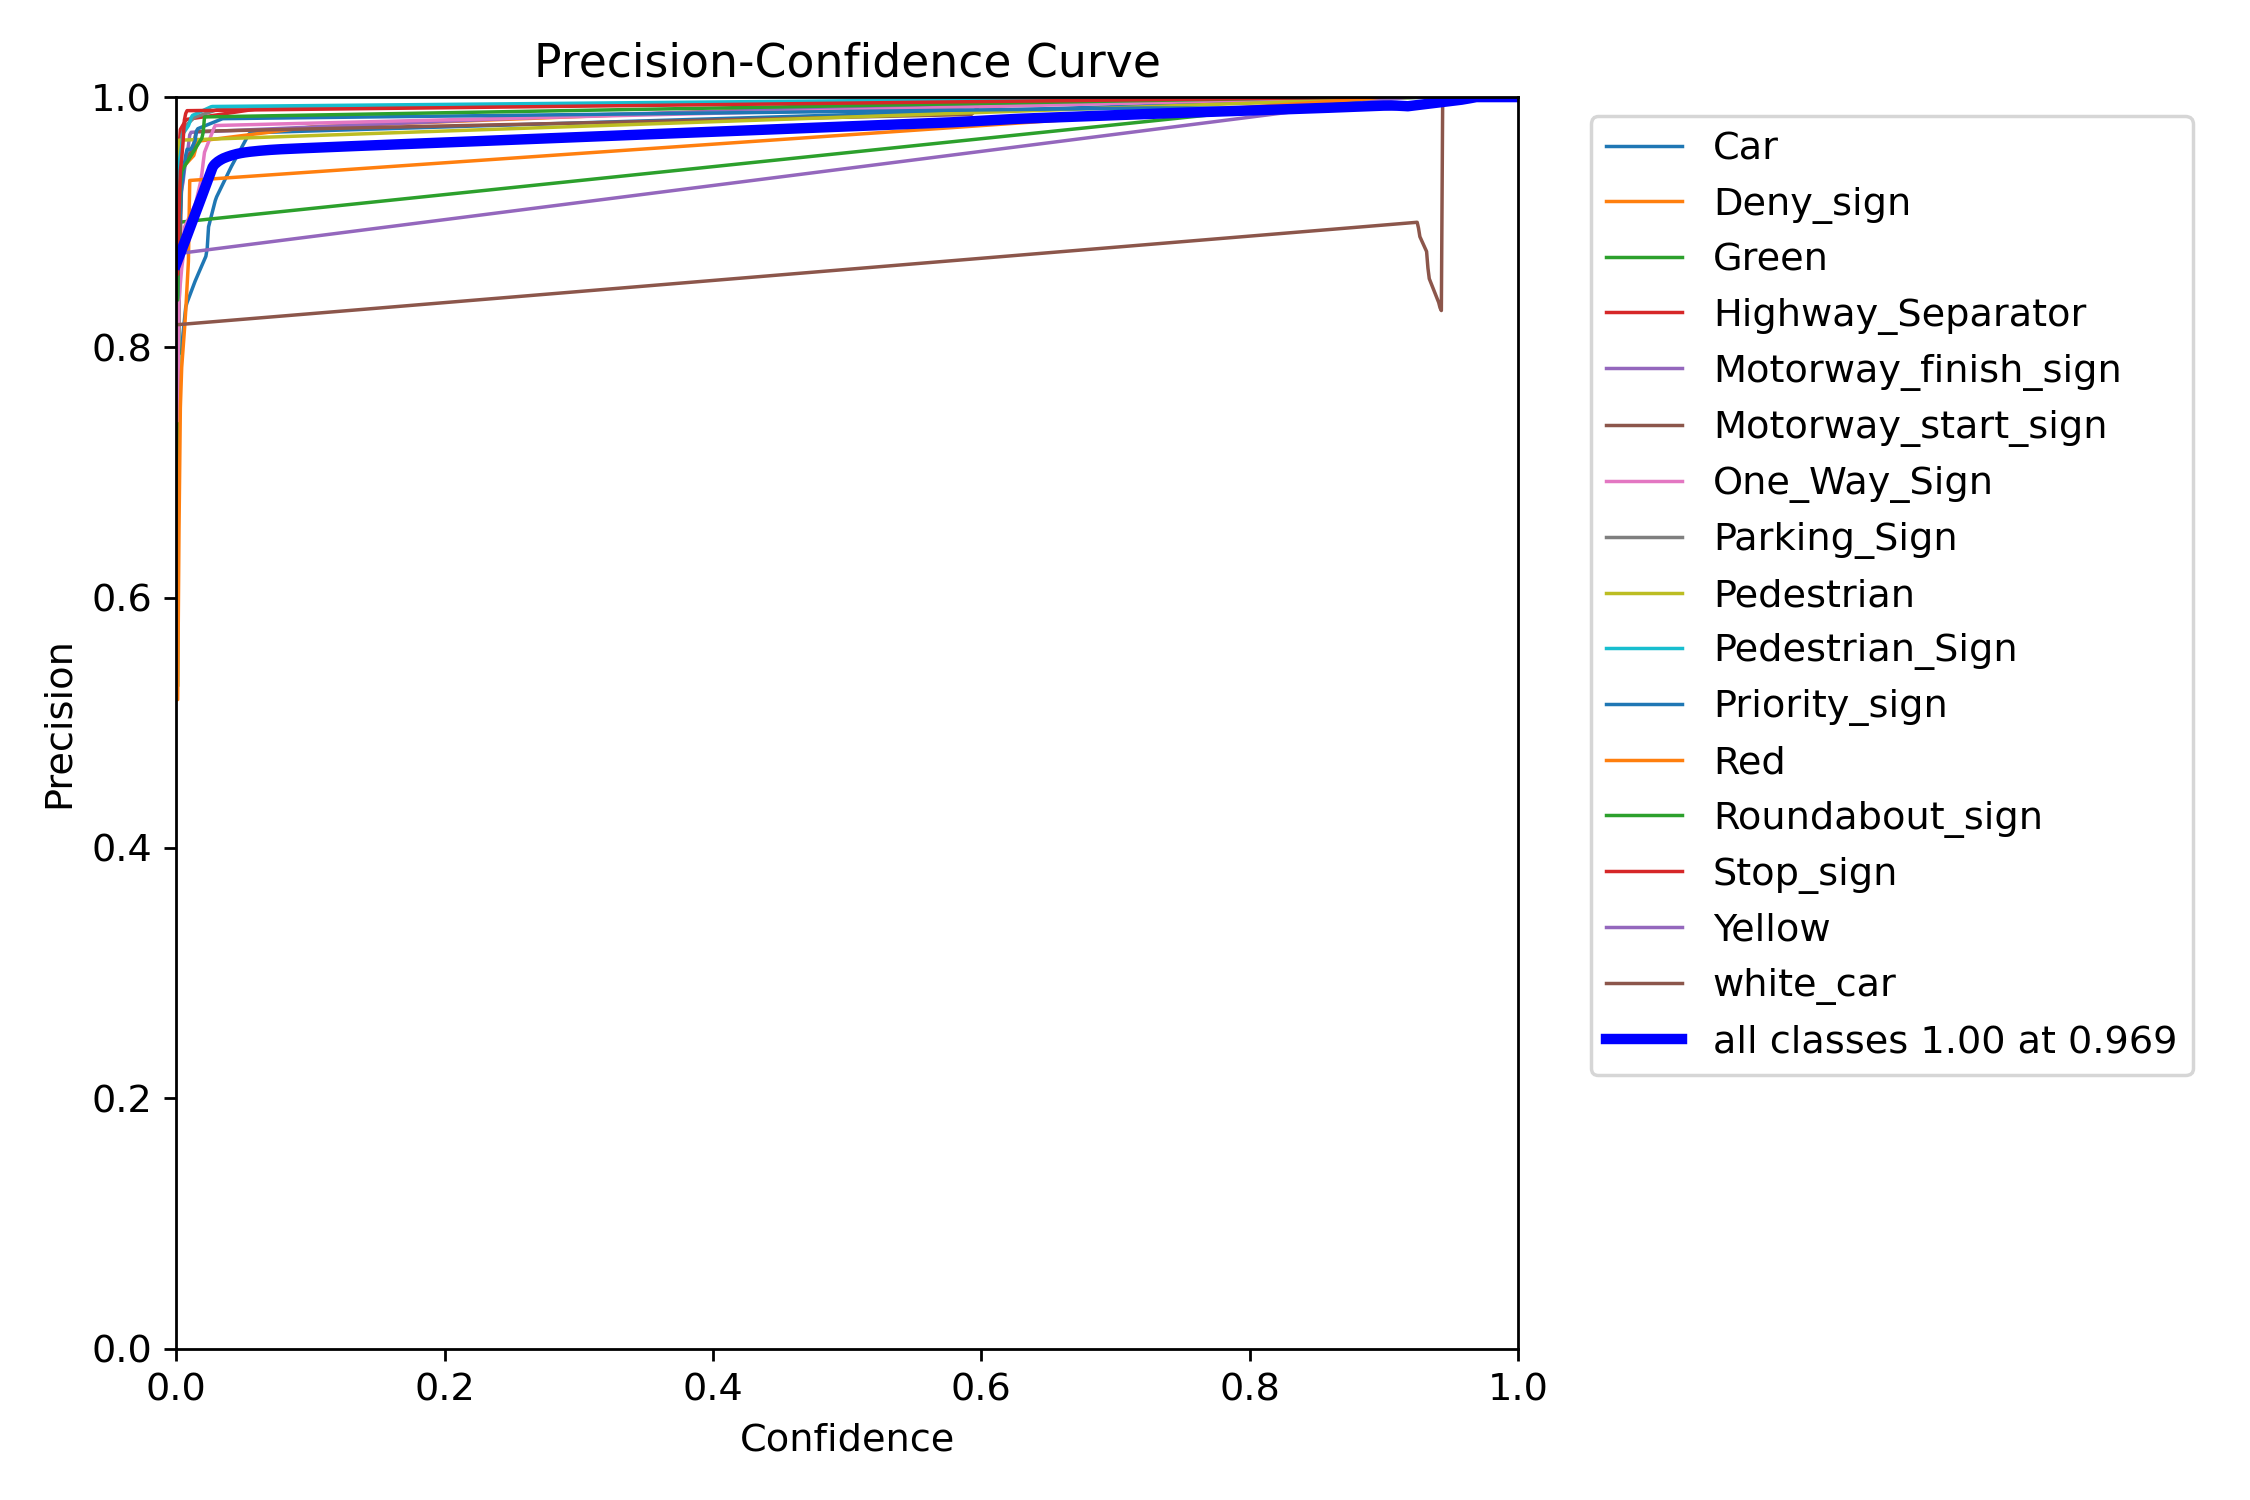 Precision-Confidence Curve
1.0
0.8
0.6
0.4
0.2
0.0
Precision
0.0 0.2 0.4 0.6 0.8 1.0
Confidence
Car
Deny_sign
Green
Highway_Separator
Motorway_finish_sign
Motorway_start_sign
One_Way_Sign
Parking_Sign
Pedestrian
Pedestrian_Sign
Priority_sign
Red
Roundabout_sign
Stop_sign
Yellow
white_car
all classes 1.00 at 0.969